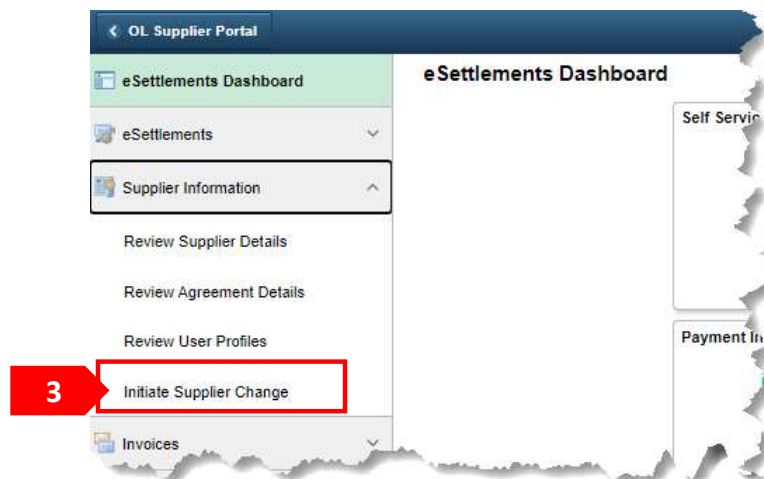 OL Supplier Portal
eSettlements Dashboard
eSettlements
Supplier Information
Review Supplier Details
Review Agreement Details
Review User Profiles
3
Initiate Supplier Change
Invoices
eSettlements Dashboard
Self Servic
Payment In